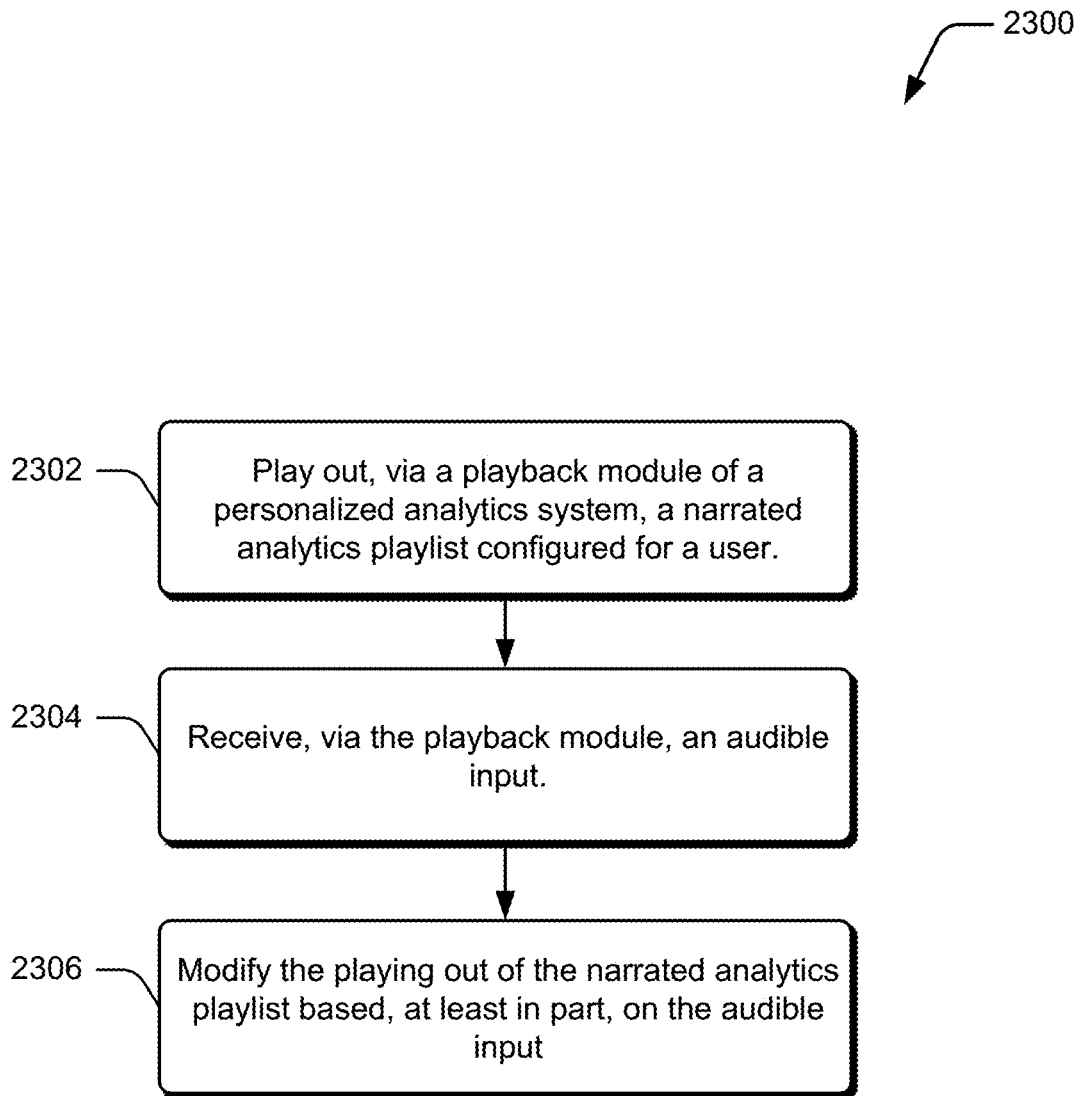 2300
2302
Play out, via a playback module of a
personalized analytics system, a narrated
analytics playlist configured for a user.
2304
Receive, via the playback module, an audible
input.
2306
Modify the playing out of the narrated analytics
playlist based, at least in part, on the audible
input